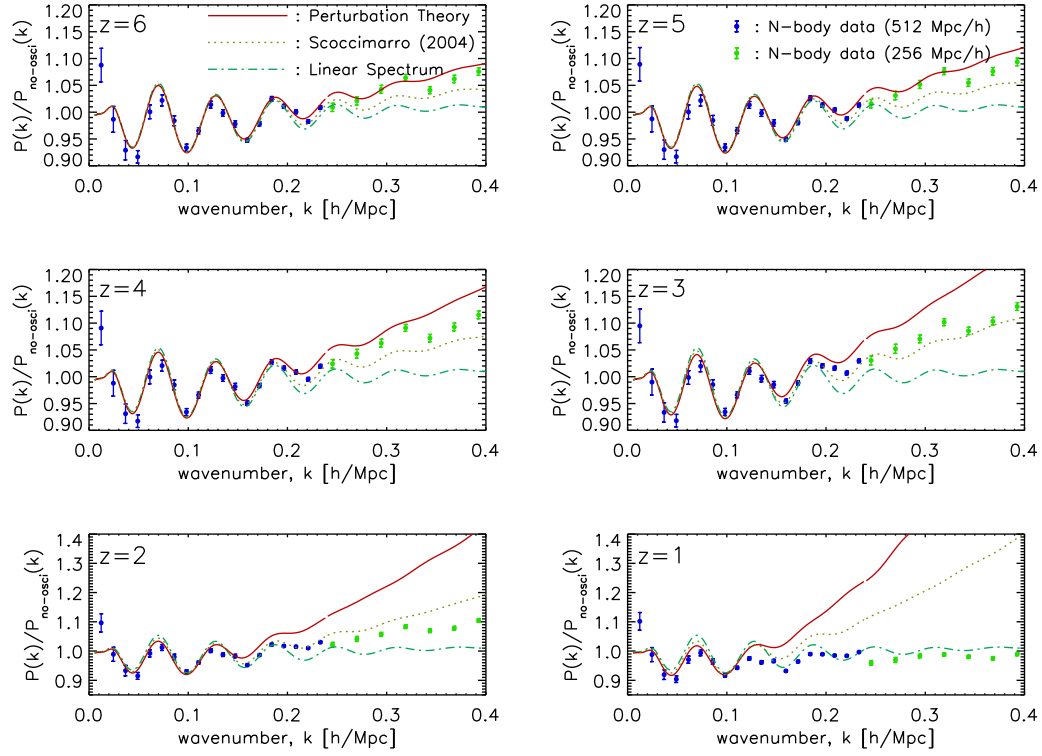 z=6
: Perturbation Theory
: Scoccimarro (2004)
: Linear Spectrum
P(k)/Pno-osci(k)
1.20
1.15
1.10
1.05
1.00
0.95
0.90
0.0 0.1 0.2 0.3 0.4
wavenumber, k [h/Mpc]
z=5
: N-body data (512 Mpc/h)
: N-body data (256 Mpc/h)
P(k)/Pno-osci(k)
1.20
1.15
1.10
1.05
1.00
0.95
0.90
0.0 0.1 0.2 0.3 0.4
wavenumber, k [h/Mpc]
z=4
P(k)/Pno-osci(k)
1.20
1.15
1.10
1.05
1.00
0.95
0.90
0.0 0.1 0.2 0.3 0.4
wavenumber, k [h/Mpc]
z=3
P(k)/Pno-osci(k)
1.20
1.15
1.10
1.05
1.00
0.95
0.90
0.0 0.1 0.2 0.3 0.4
wavenumber, k [h/Mpc]
z=2
P(k)/Pno-osci(k)
1.4
1.3
1.2
1.1
1.0
0.9
0.0 0.1 0.2 0.3 0.4
wavenumber, k [h/Mpc]
z=1
P(k)/Pno-osci(k)
1.4
1.3
1.2
1.1
1.0
0.9
0.0 0.1 0.2 0.3 0.4
wavenumber, k [h/Mpc]